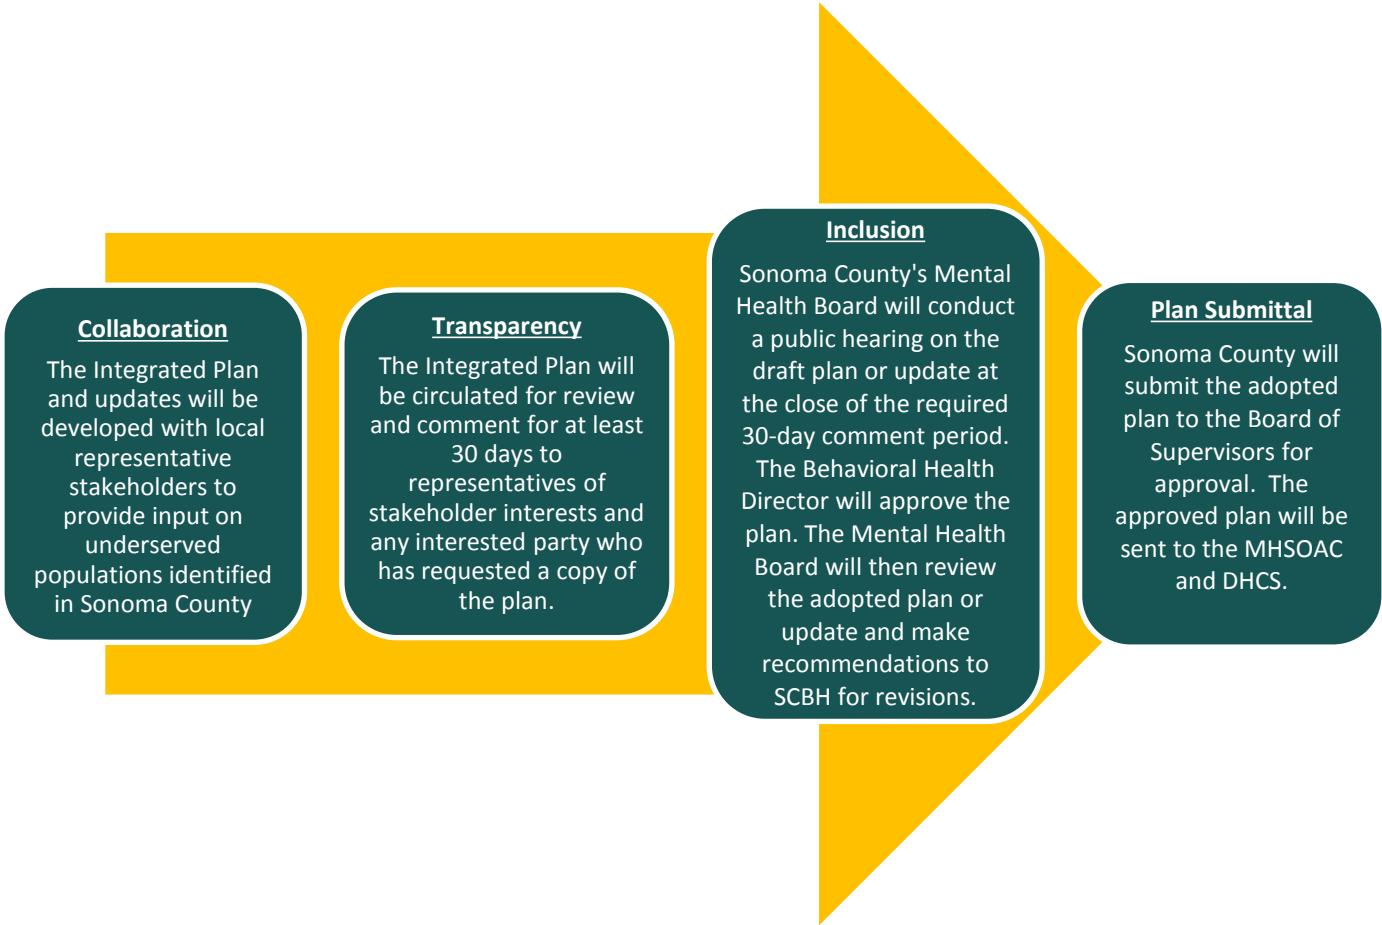 Collaboration
The Integrated Plan
and updates will be
developed with local
representative
stakeholders to
provide input on
underserved
populations identified
in Sonoma County
Transparency
The Integrated Plan will
be circulated for review
and comment for at least
30 days to
representatives of
stakeholder interests and
any interested party who
has requested a copy of
the plan.
Inclusion
Sonoma County's Mental
Health Board will conduct
a public hearing on the
draft plan or update at
the close of the required
30-day comment period.
The Behavioral Health
Director will approve the
plan. The Mental Health
Board will then review
the adopted plan or
update and make
recommendations to
SCBH for revisions.
Plan Submittal
Sonoma County will
submit the adopted
plan to the Board of
Supervisors for
approval.  The
approved plan will be
sent to the MHSOAC
and DHCS.